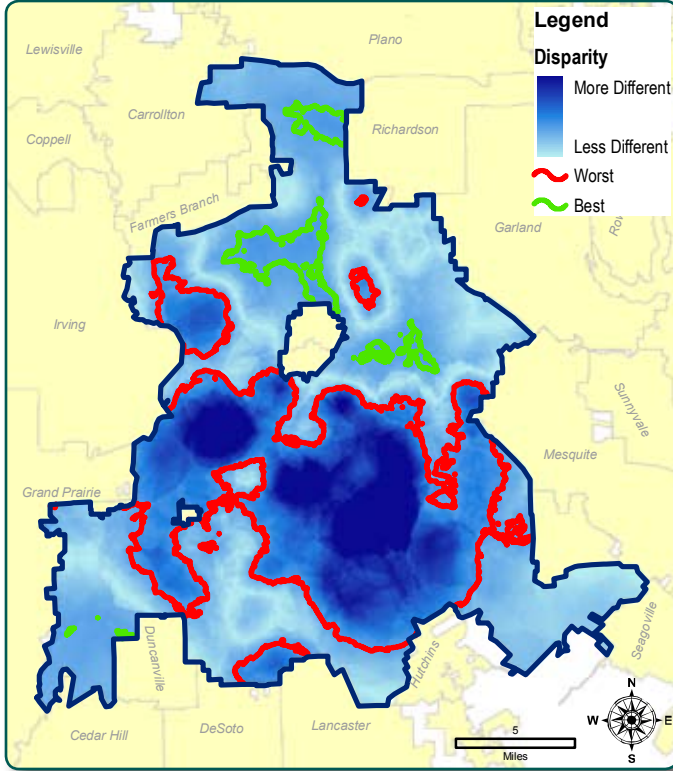 Legend
Disparity
More Different
Less Different
Worst
Best
Lewisville
Plano
Carrollton
Coppell
Richardson
Farmers Branch
Garland
Irving
Sunnyvale
Mesquite
Grand Prairie
Duncanville
Hutchins
Seagoville
Cedar Hill
DeSoto
Lancaster
N
W
E
S
5
Miles